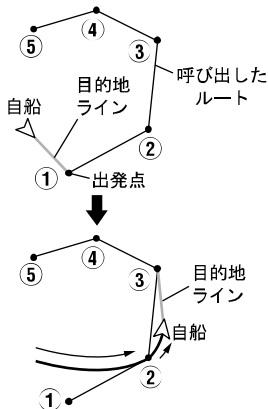 ⑤
④
③
呼び出した
ルート
目的地
ライン
自船
②
①
出発点
⑤
④
③
目的地
ライン
自船
②
①